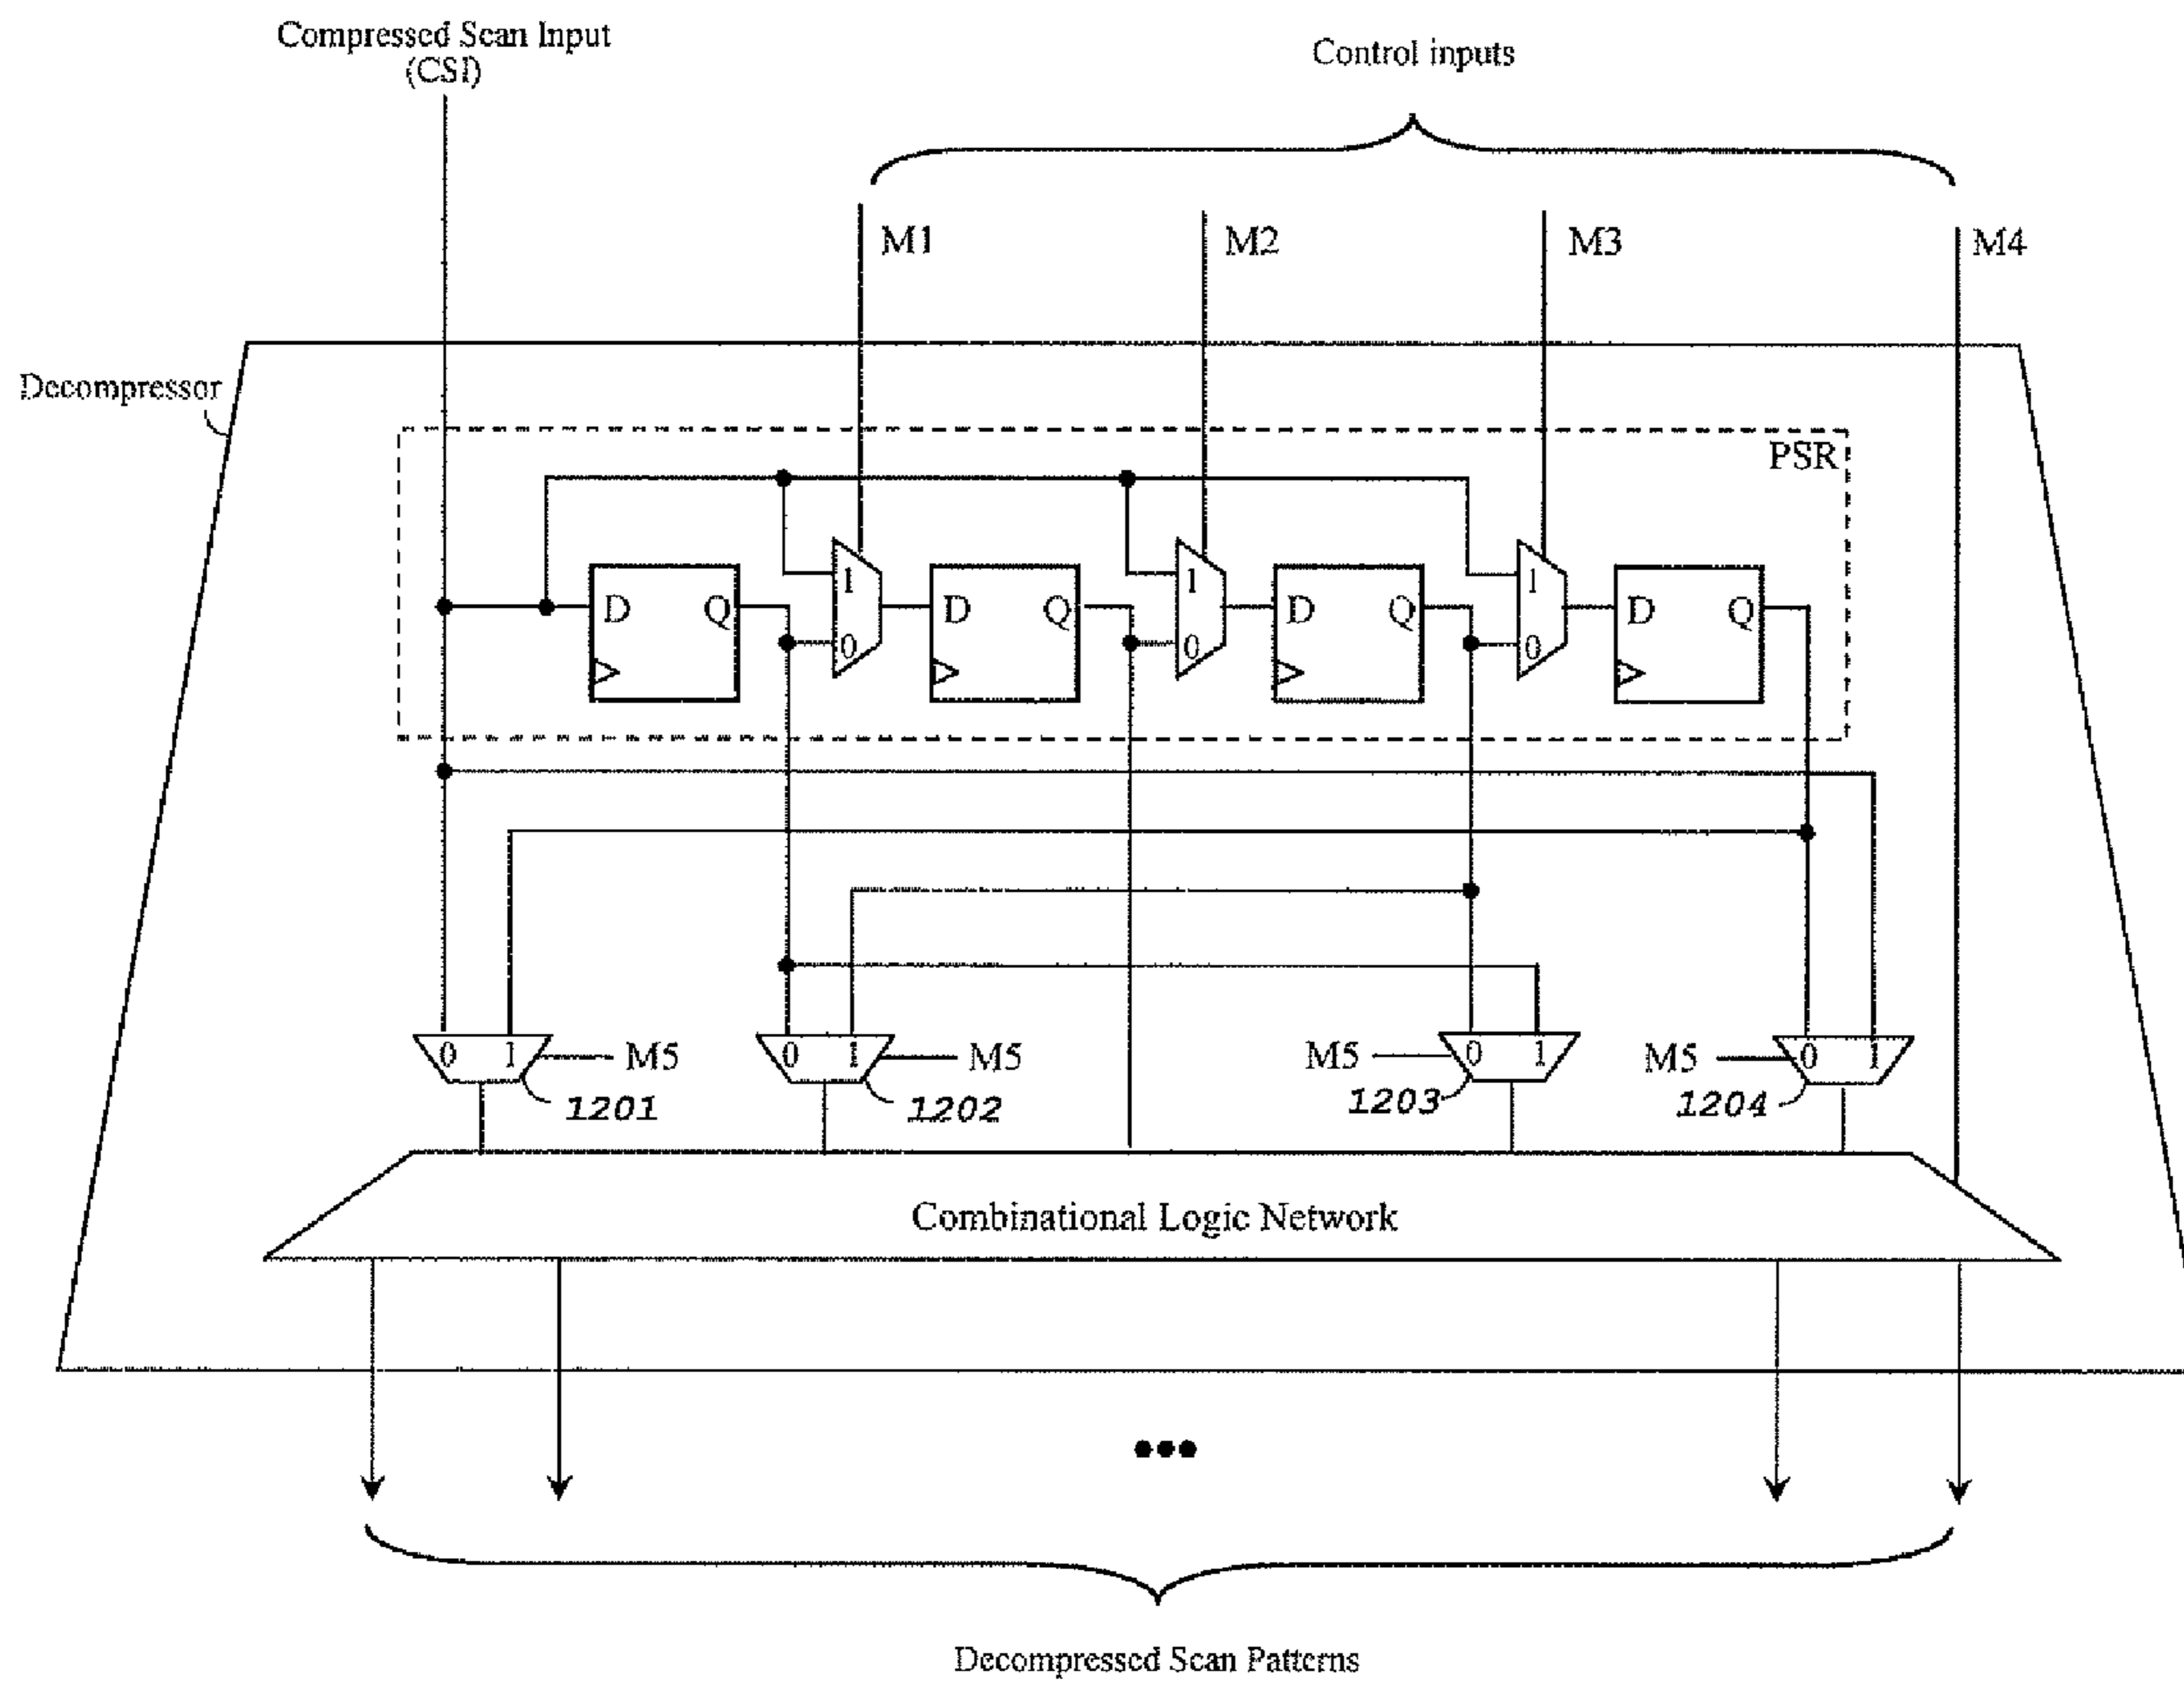 Compressed Scan Input
(CSI)
Control inputs
M1
M2
M3
M4
Decompressor
PSR
1
1
1
D Q
D Q
D Q
D Q
0
0
0
0 1
M5
0 1
M5
M5
0 1
M5
0 1
1201
1202
1203
1204
Combinational Logic Network
•••
Decompressed Scan Patterns